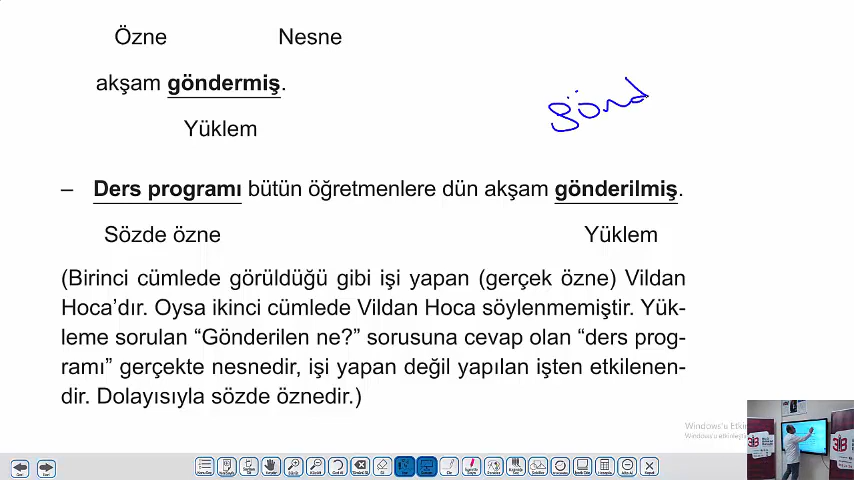 Özne Nesne
akşam göndermiş.
gönd
Yüklem
– Ders programı bütün öğretmenlere dün akşam gönderilmiş.
Sözde özne Yüklem
(Birinci cümlede görüldüğü gibi işi yapan (gerçek özne) Vildan
Hoca’dır. Oysa ikinci cümlede Vildan Hoca söylenmemiştir. Yük-
leme sorulan “Gönderilen ne?” sorusuna cevap olan “ders prog-
ramı” gerçekte nesnedir, işi yapan değil yapılan işten etkilenen-
dir. Dolayısıyla sözde öznedir.)
Windows'u Etkin
Windows'u etkinleştir